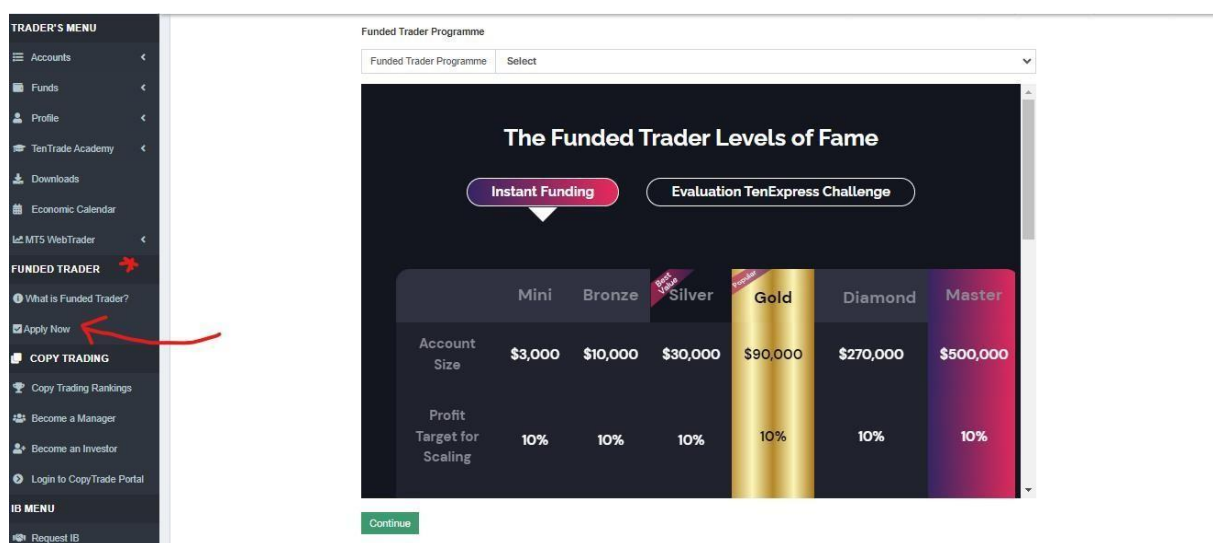 TRADER'S MENU
Accounts
Funds
Profile
TenTrade Academy
Downloads
Economic Calendar
MT5 WebTrader
FUNDED TRADER
What is Funded Trader?
Apply Now
COPY TRADING
Copy Trading Rankings
Become a Manager
Become an Investor
Login to CopyTrade Portal
IB MENU
Request IB
Funded Trader Programme
Funded Trader Programme Select
The Funded Trader Levels of Fame
Instant Funding Evaluation TenExpress Challenge
Best
Value
Popular
Mini Bronze Silver Gold Diamond Master
Account
Size
$3,000 $10,000 $30,000 $90,000 $270,000 $500,000
Profit
Target for
Scaling
10% 10% 10% 10% 10% 10%
Continue